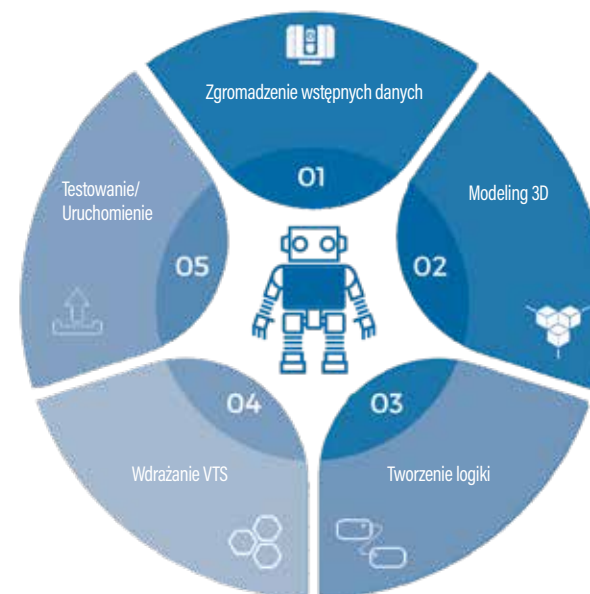 Zgromadzenie wstępnych danych
01
Modeling 3D
02
03
Tworzenie logiki
04
Wdrażanie VTS
Testowanie/
Uruchomienie
05